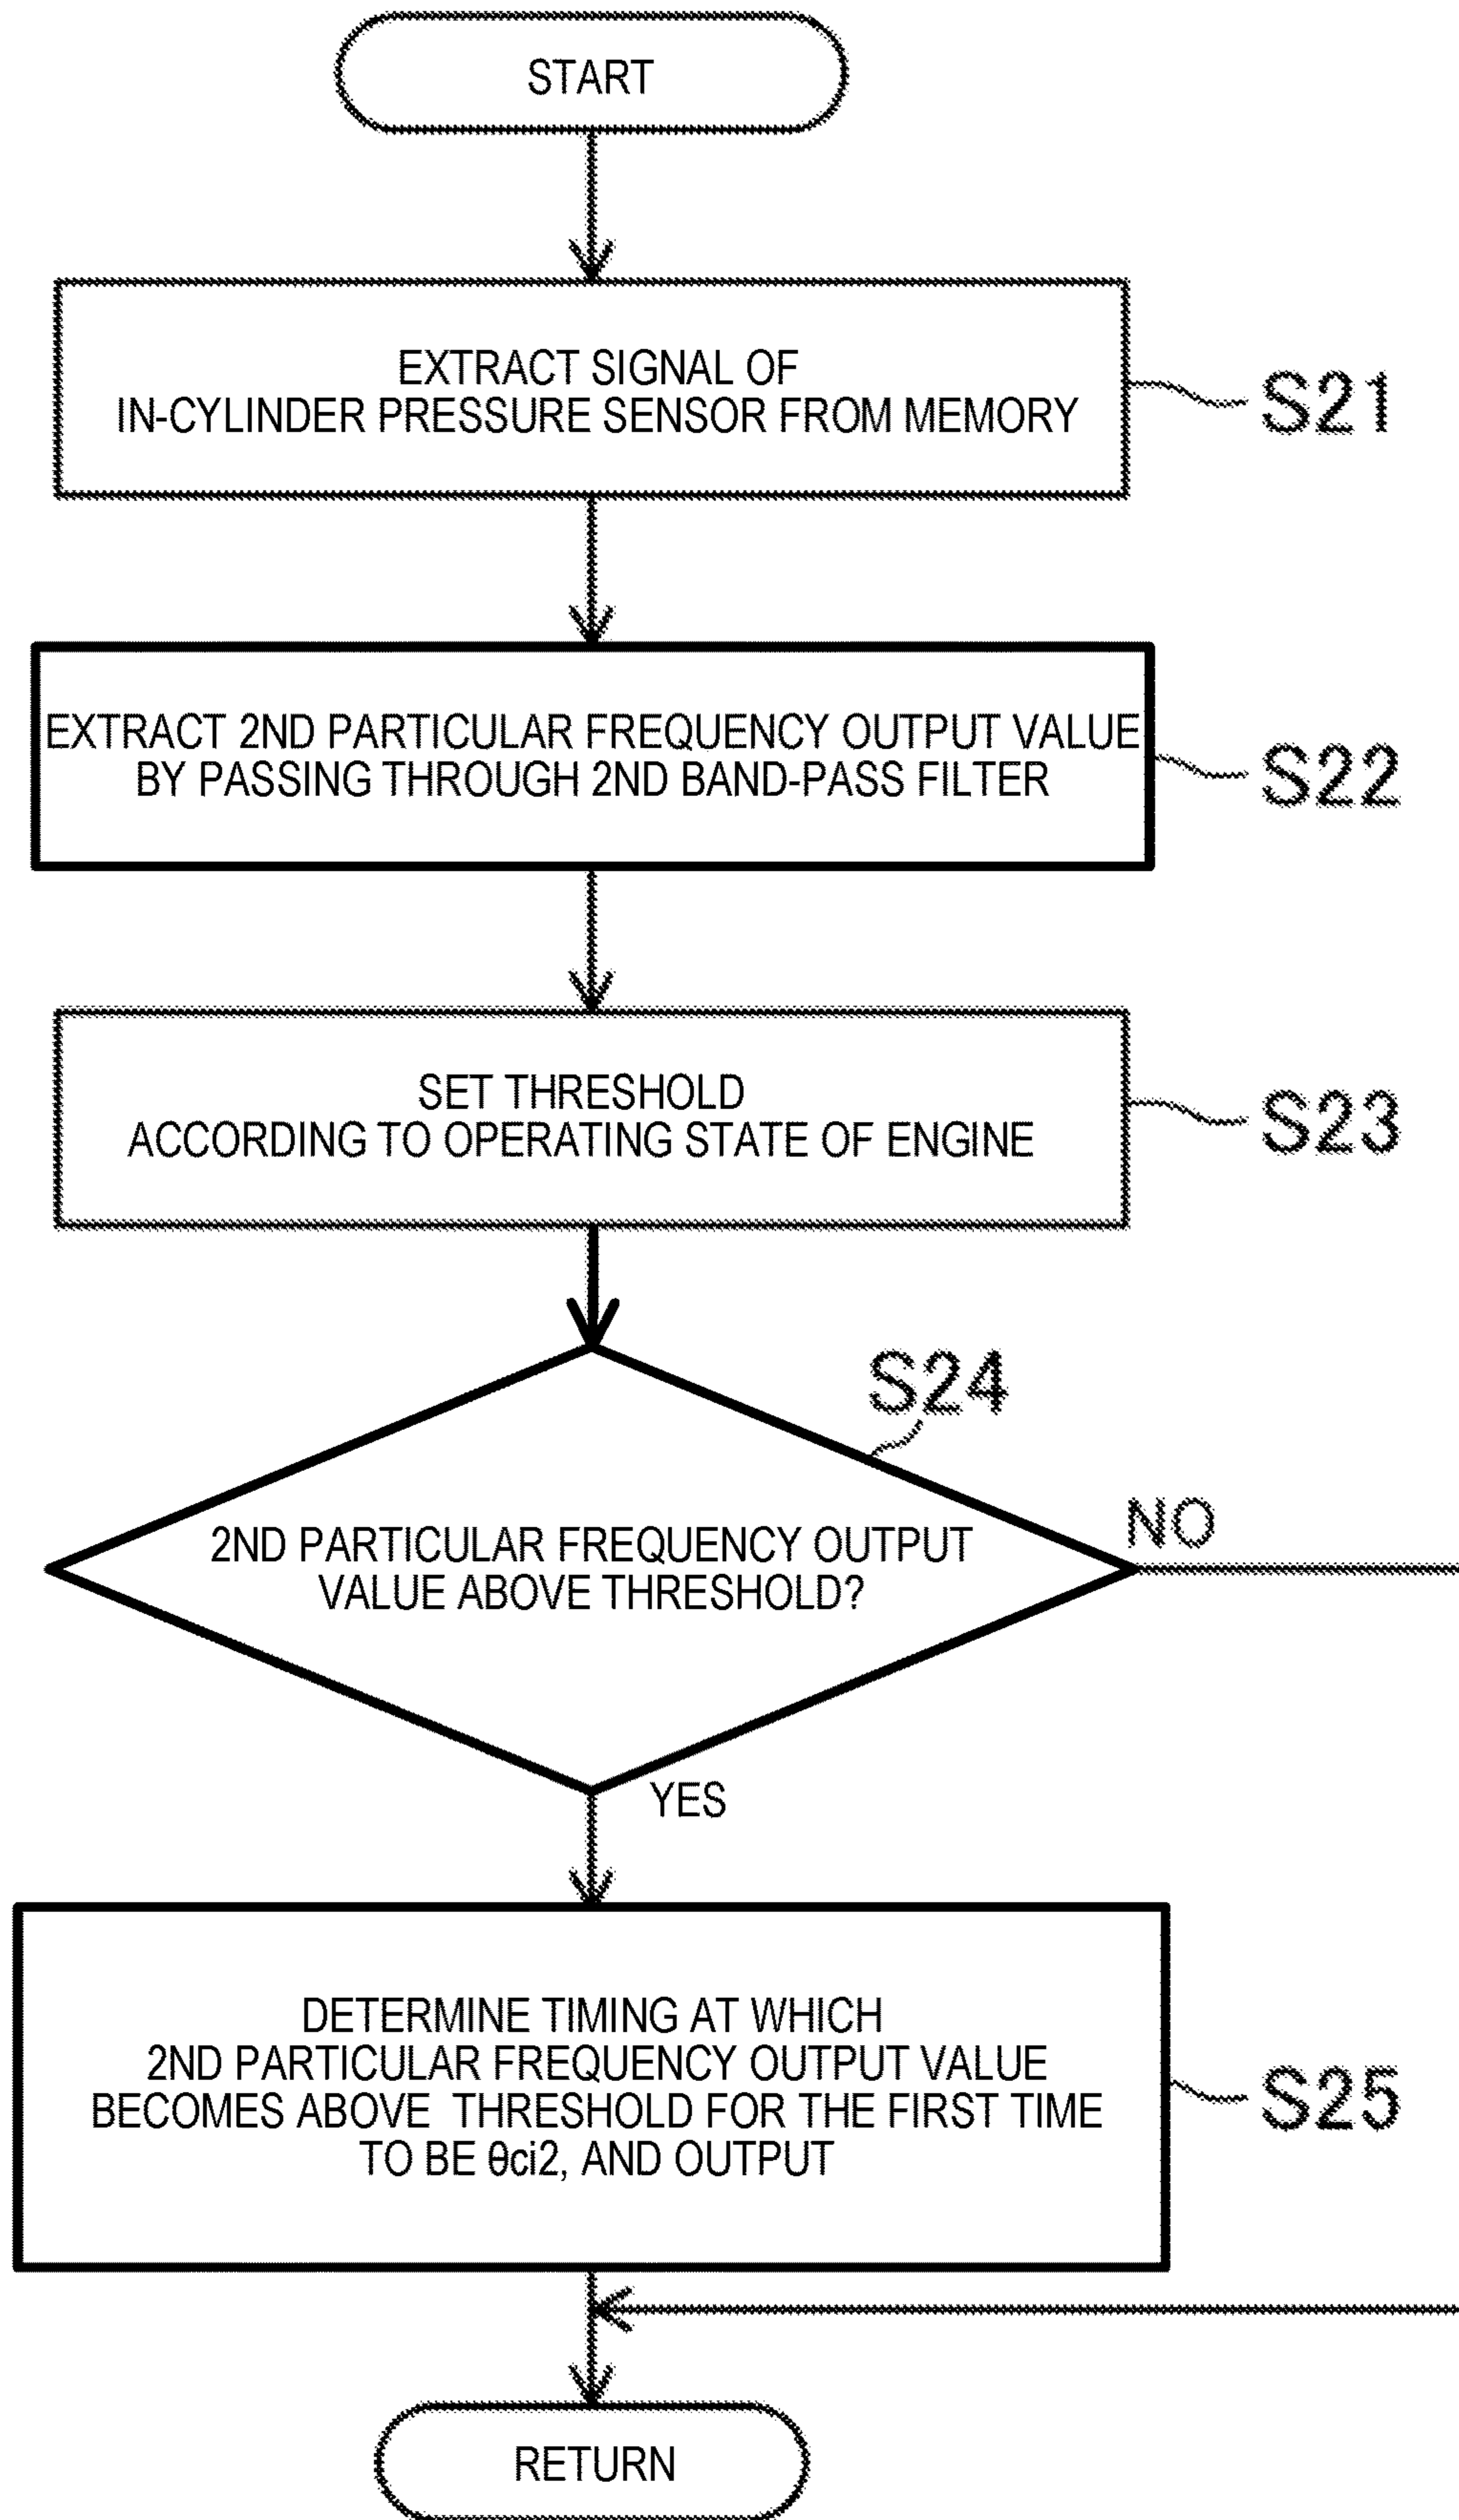 START
EXTRACT SIGNAL OF
IN-CYLINDER PRESSURE SENSOR FROM MEMORY
S21
EXTRACT 2ND PARTICULAR FREQUENCY OUTPUT VALUE
BY PASSING THROUGH 2ND BAND-PASS FILTER
S22
SET THRESHOLD
ACCORDING TO OPERATING STATE OF ENGINE
S23
S24
2ND PARTICULAR FREQUENCY OUTPUT
VALUE ABOVE THRESHOLD?
NO
YES
DETERMINE TIMING AT WHICH
2ND PARTICULAR FREQUENCY OUTPUT VALUE
BECOMES ABOVE THRESHOLD FOR THE FIRST TIME
TO BE θci2, AND OUTPUT
S25
RETURN